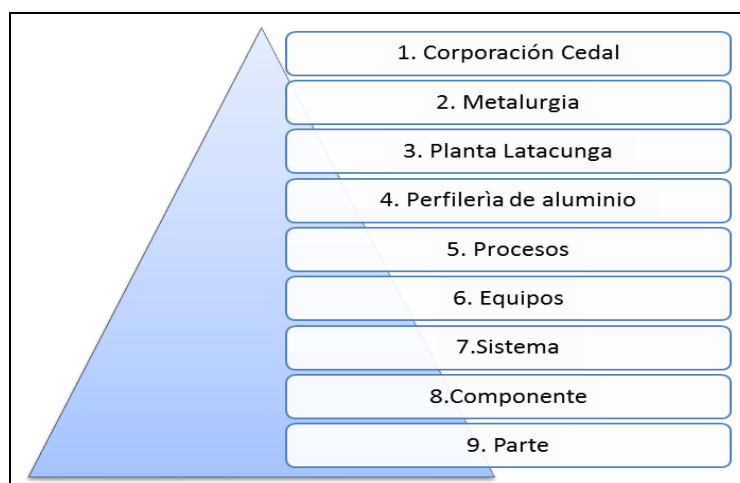 1. Corporación Cedal
2. Metalurgia
3. Planta Latacunga
4. Perfilerìa de aluminio
5. Procesos
6. Equipos
7.Sistema
8.Componente
9. Parte